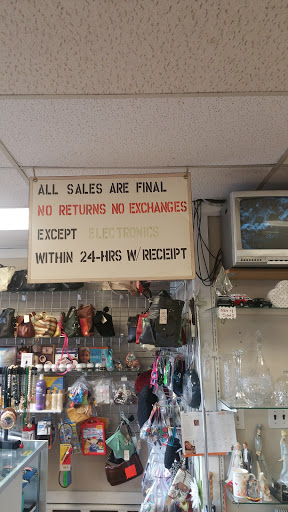 ALL SALES ARE FINAL
NO RETURNS NO EXCHANGES
EXCEPT ELECTRONICS
WITHIN 24-HRS W/RECEIPT